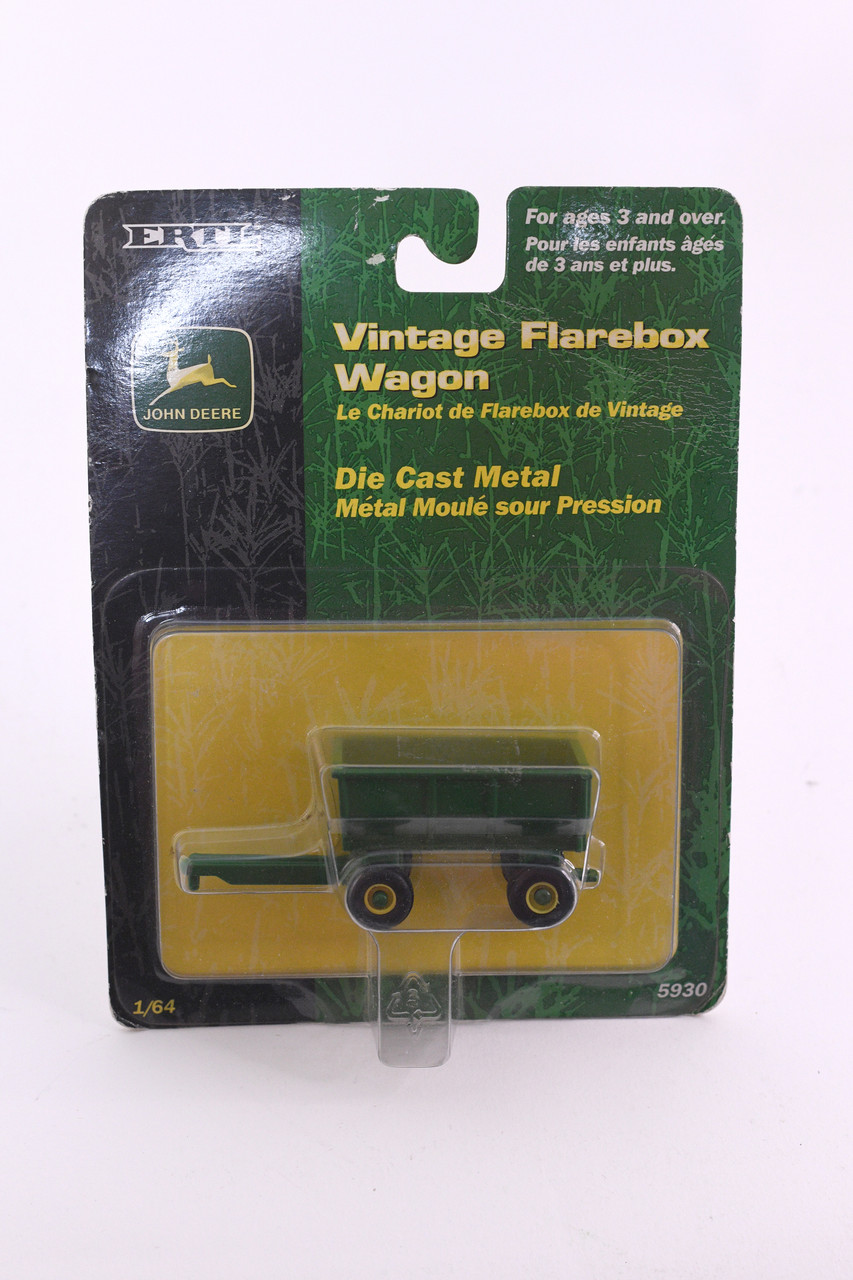 ERTL
For ages 3 and over.
Pour les enfants âgés
de 3 ans et plus.
JOHN DEERE
Vintage Flarebox
Wagon
Le Chariot de Flarebox de Vintage
Die Cast Metal
Métal Moulé sour Pression
1/64
5930
3